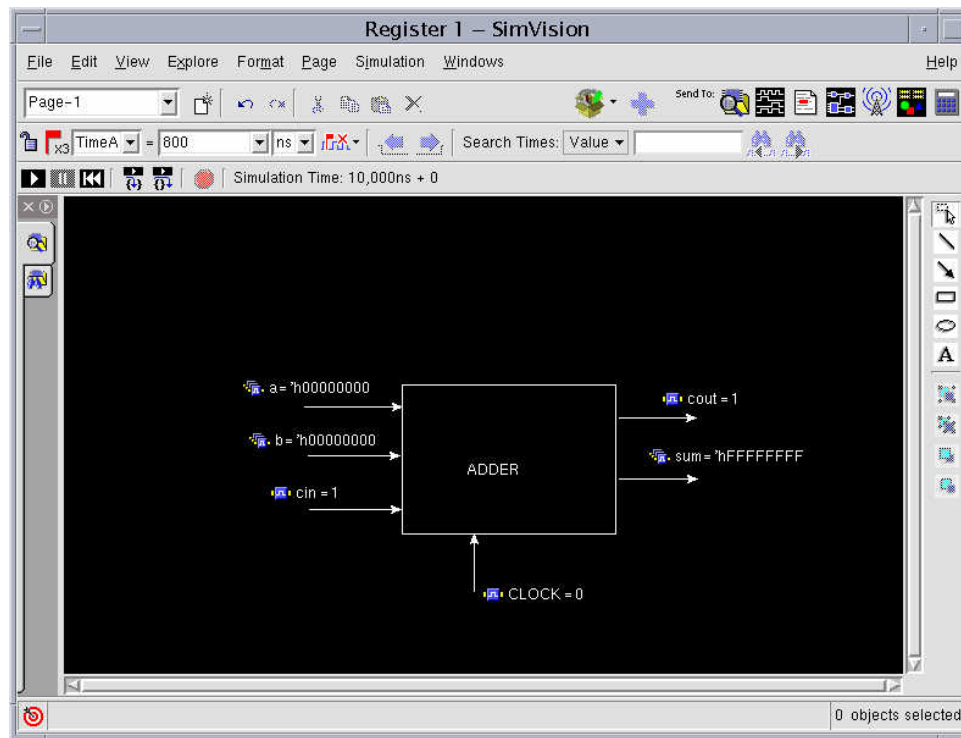 Register 1 – SimVision
File Edit View Explore Format Page Simulation Windows Help
Page-1 Send To:
x3 TimeA = 800 ns Search Times: Value
Simulation Time: 10,000ns + 0
A
a = 'h00000000
cout = 1
b = 'h00000000
sum = 'hFFFFFFFF
ADDER
cin = 1
CLOCK = 0
0 objects selected